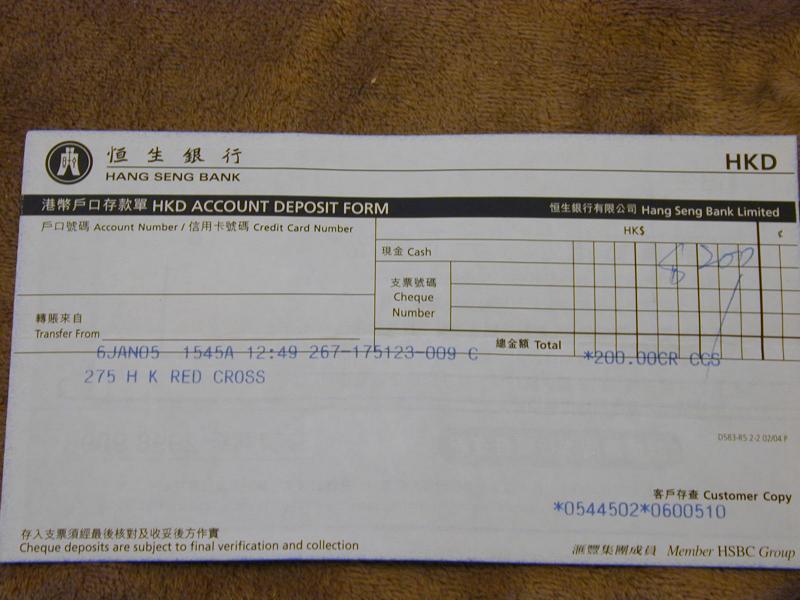 恒生銀行
HANG SENG BANK
HKD
港幣戶口存款單 HKD ACCOUNT DEPOSIT FORM
恒生銀行有限公司 Hang Seng Bank Limited
戶口號碼 Account Number / 信用卡號碼 Credit Card Number
HK$ ¢
現金 Cash
$ 200
支票號碼
Cheque
Number
轉賬來自
Transfer From
總金額 Total
6JAN05 1545A 12:49 267-175123-009 C *200.00CR CCS
275 H K RED CROSS
DS83-R5 2-2 02/04 P
客戶存查 Customer Copy
*0544502*0600510
存入支票須經最後核對及收妥後方作實
Cheque deposits are subject to final verification and collection
滙豐集團成員 Member HSBC Group